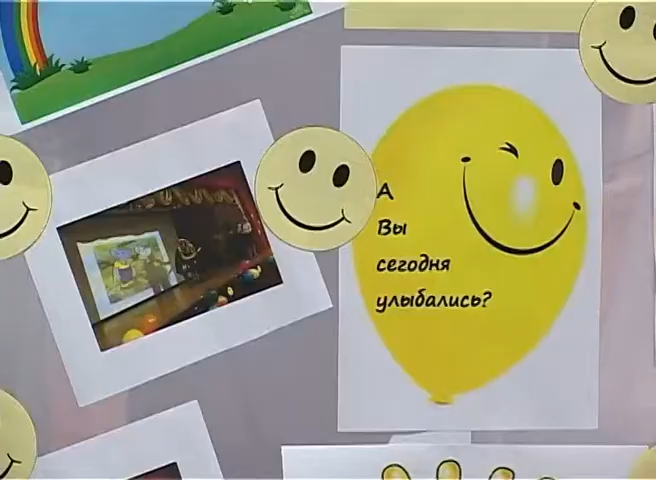 А
Вы
сегодня
улыбались?